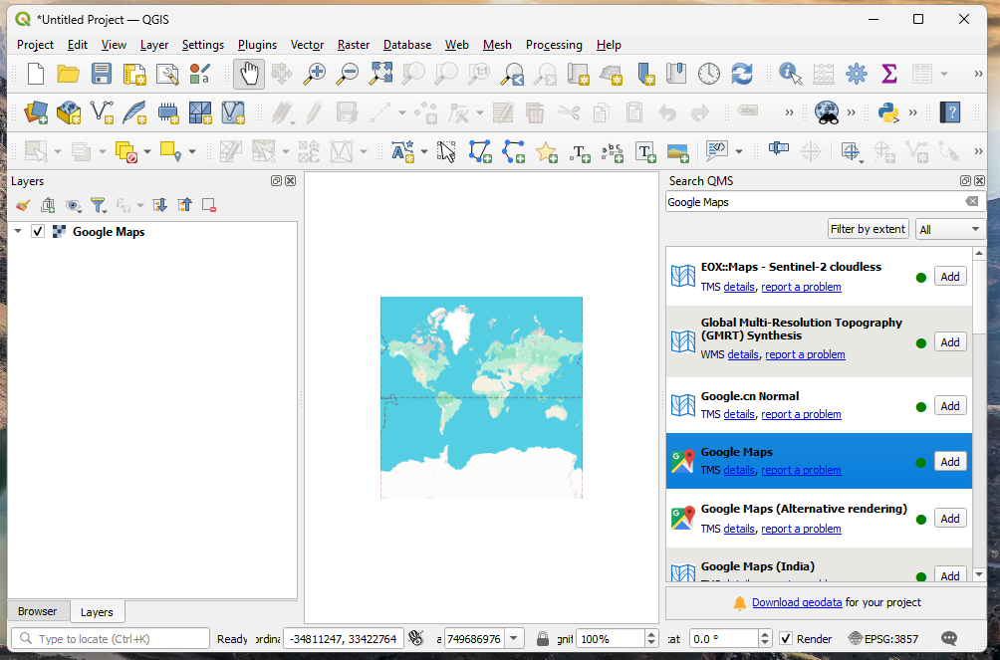 *Untitled Project — QGIS
Project Edit View Layer Settings Plugins Vector Raster Database Web Mesh Processing Help
Layers
Google Maps
Search QMS
Google Maps
Filter by extent All
EOX::Maps - Sentinel-2 cloudless
TMS details, report a problem
Add
Global Multi-Resolution Topography
(GMRT) Synthesis
WMS details, report a problem
Add
Google.cn Normal
TMS details, report a problem
Add
Google Maps
TMS details, report a problem
Add
Google Maps (Alternative rendering)
TMS details, report a problem
Add
Google Maps (India)
Add
Download geodata for your project
Browser Layers
Type to locate (Ctrl+K) Ready ordina -34811247, 33422764 a 749686976 gnif 100% tat 0.0 ° Render EPSG:3857